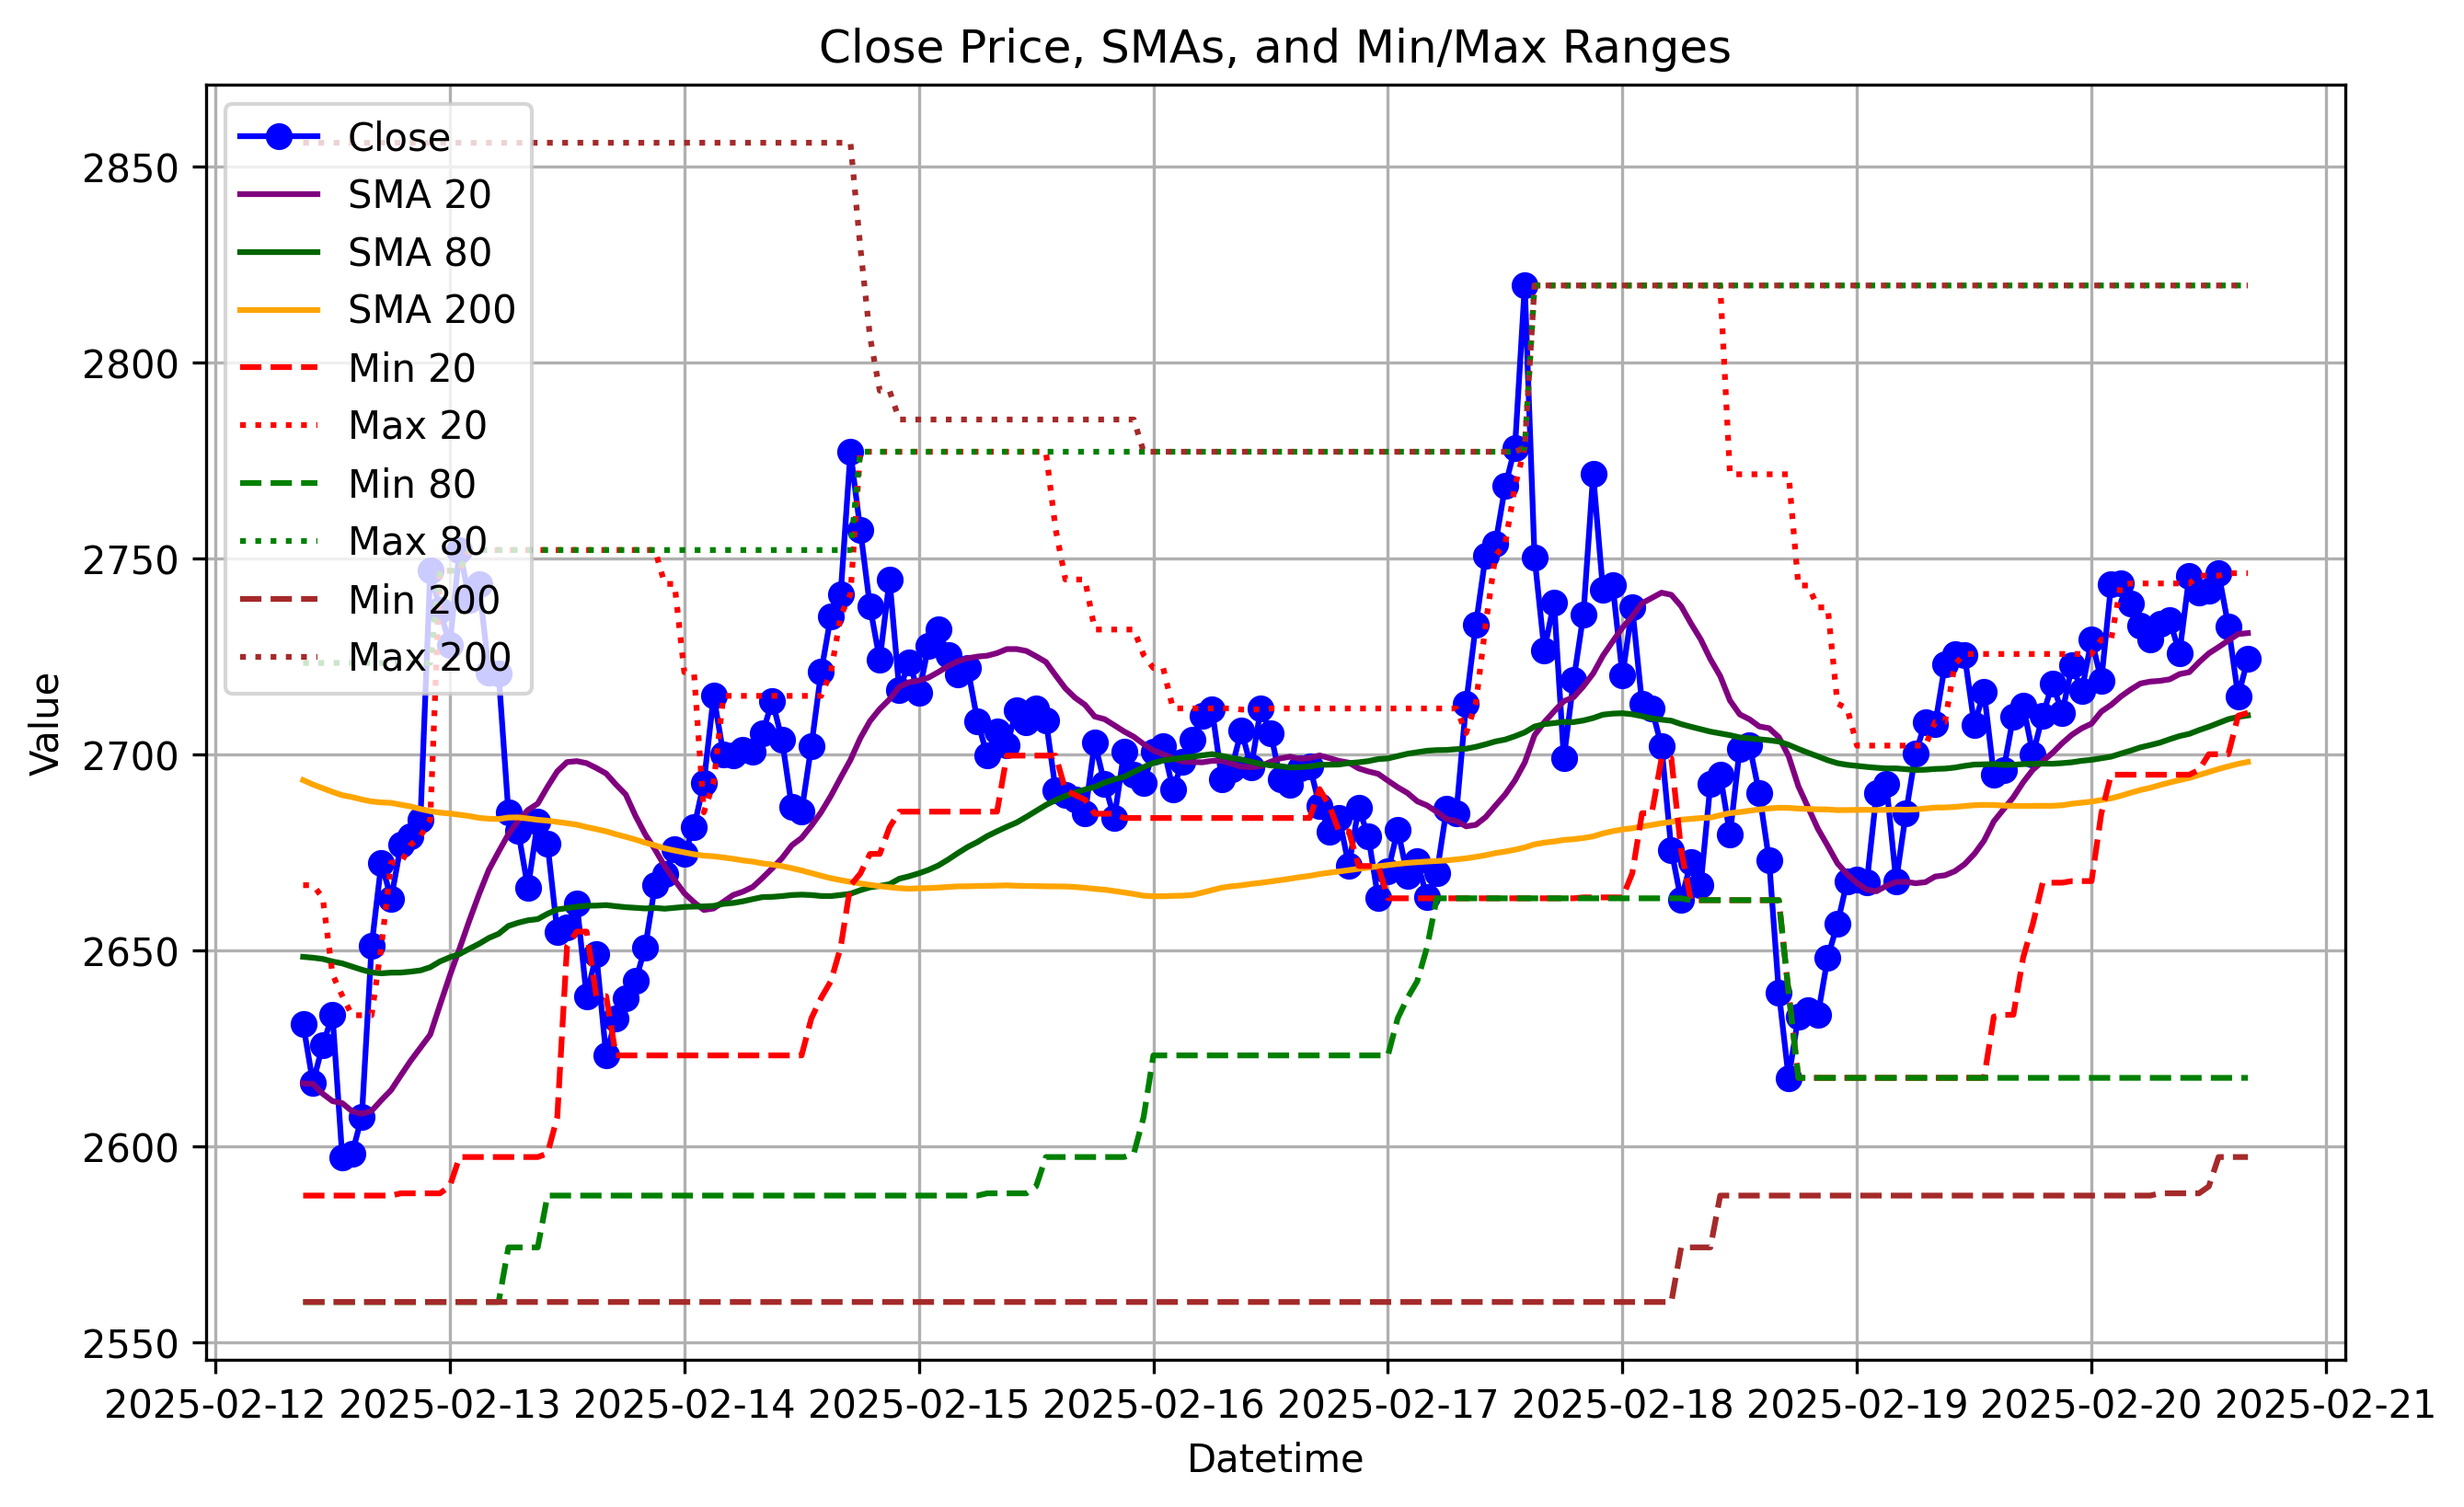 Close Price, SMAs, and Min/Max Ranges
Close
SMA 20
SMA 80
SMA 200
Min 20
Max 20
Min 80
Max 80
Min 200
Max 200
2850
2800
2750
2700
2650
2600
2550
Value
2025-02-12 2025-02-13 2025-02-14 2025-02-15 2025-02-16 2025-02-17 2025-02-18 2025-02-19 2025-02-20 2025-02-21
Datetime